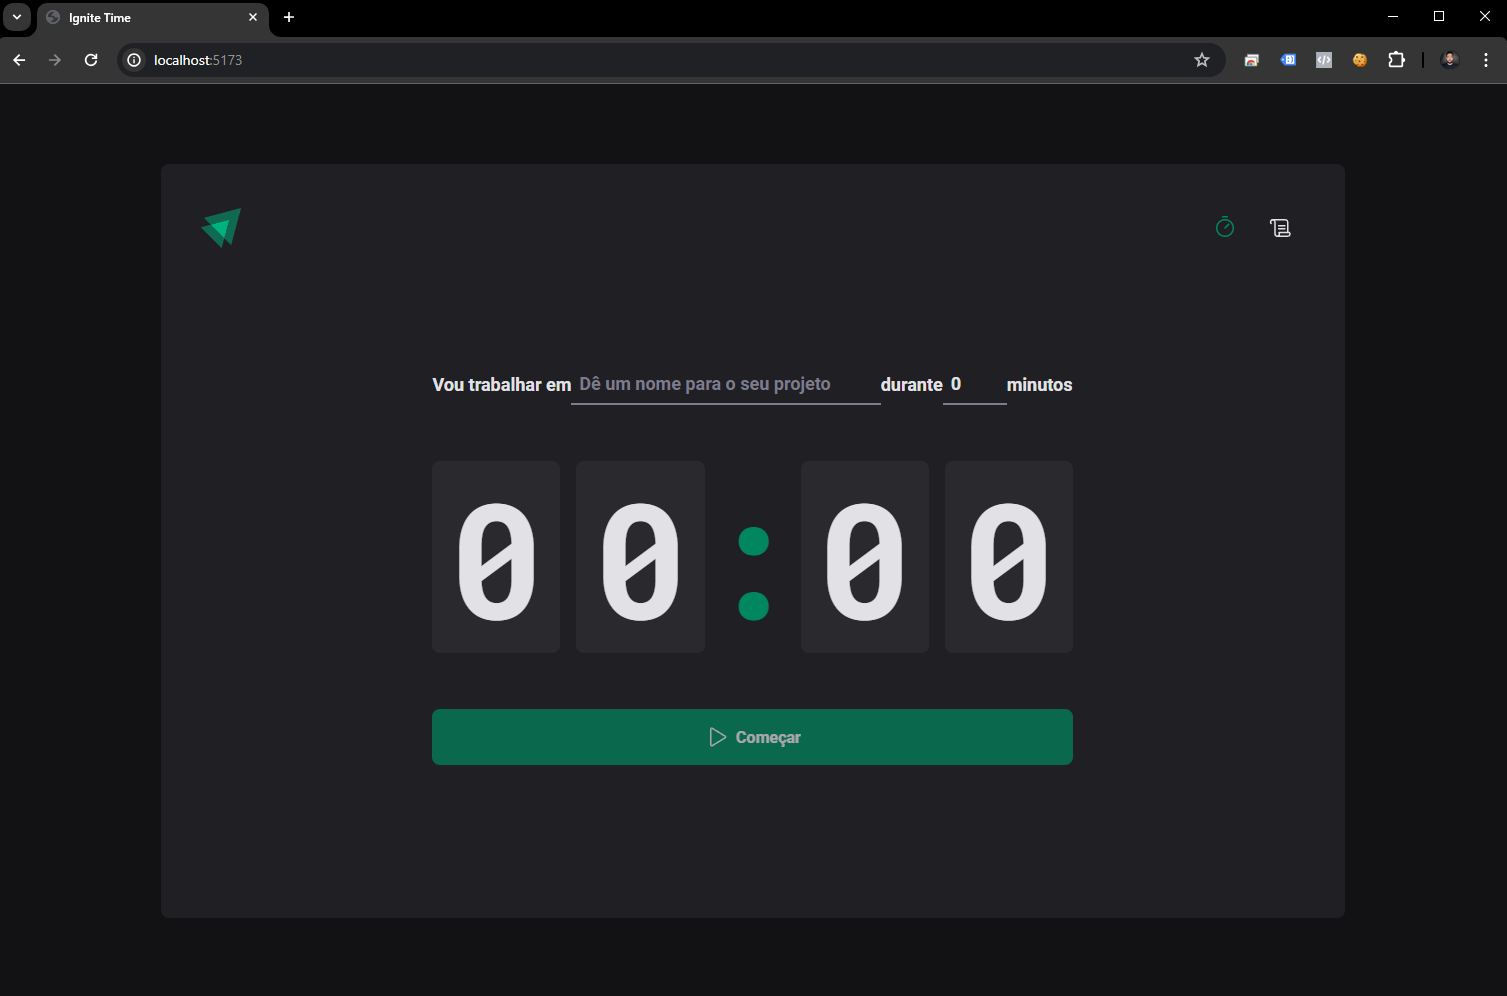 Ignite Time
localhost:5173
Vou trabalhar em Dê um nome para o seu projeto durante 0 minutos
00:00
Começar